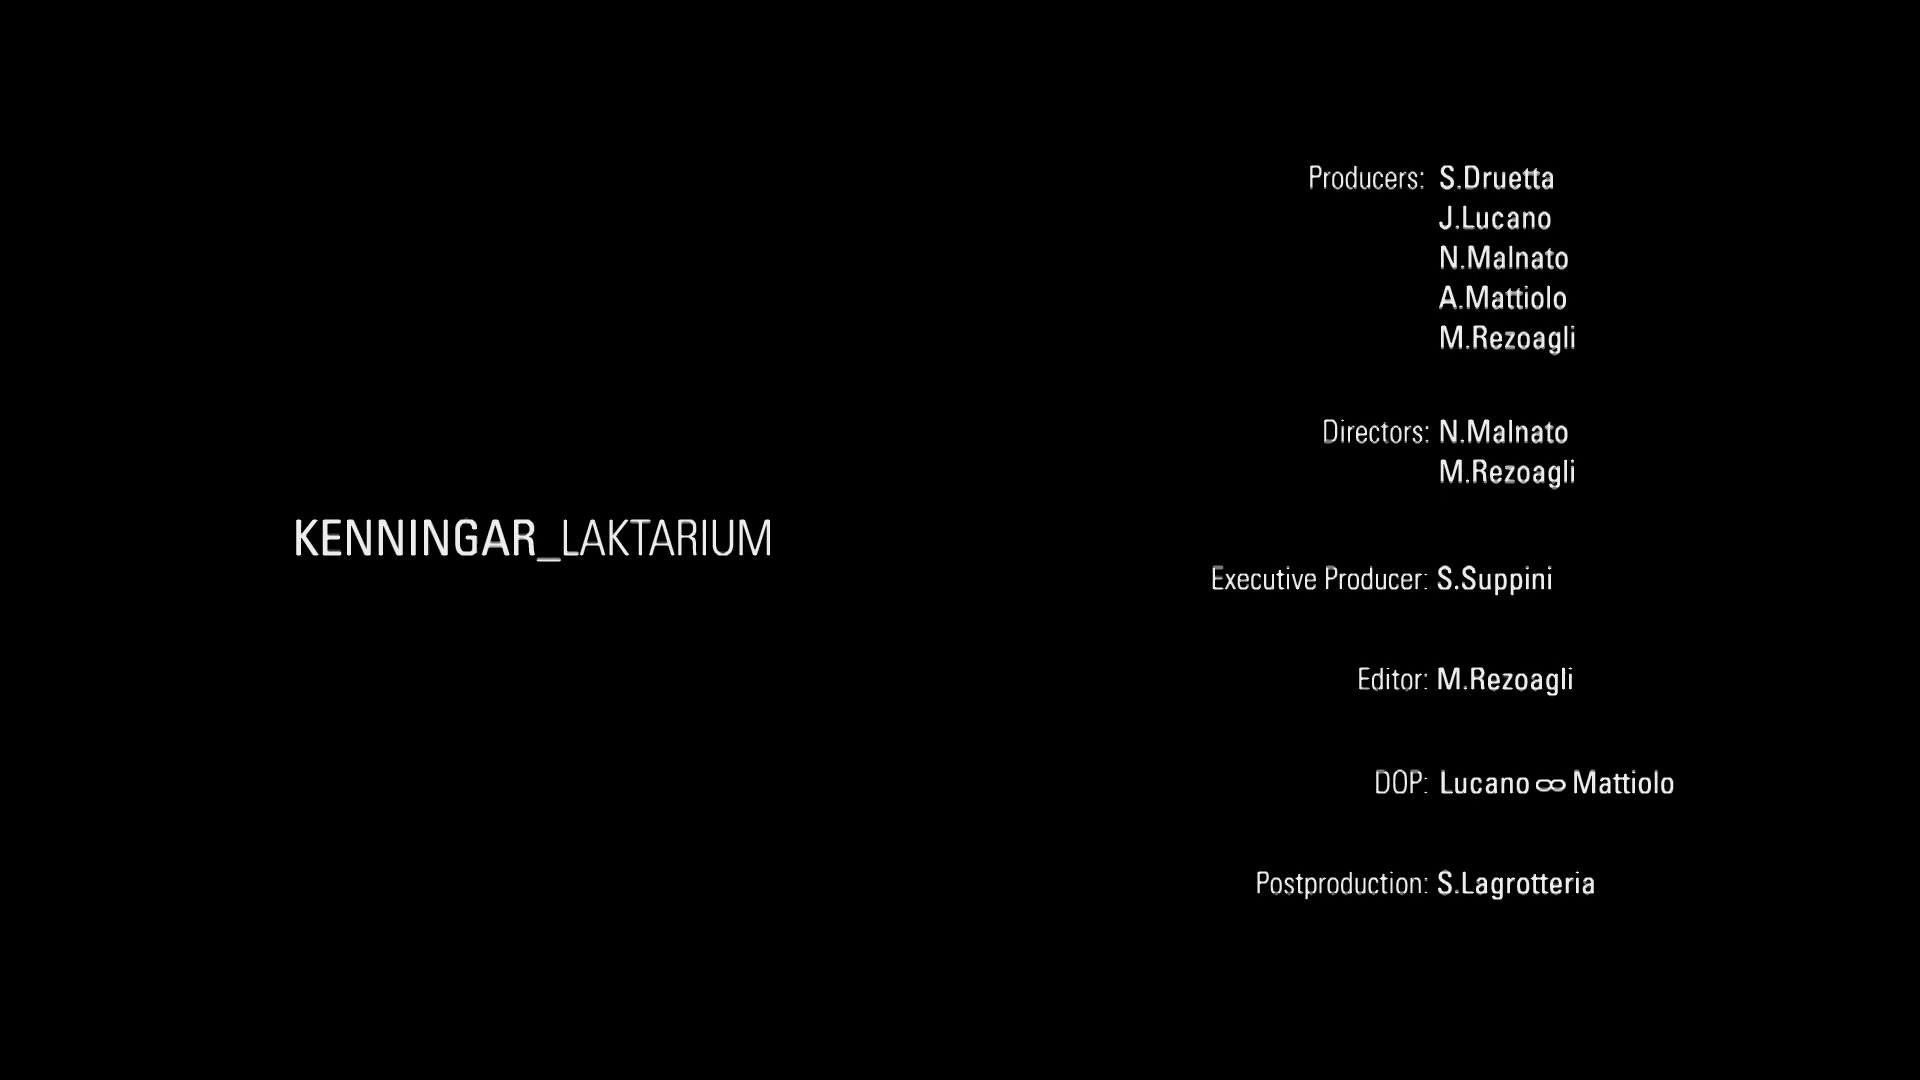 KENNINGAR_LAKTARIUM
Producers: S.Druetta
J.Lucano
N.Malnato
A.Mattiolo
M.Rezoagli
Directors: N.Malnato
M.Rezoagli
Executive Producer: S.Suppini
Editor: M.Rezoagli
DOP: Lucano ∞ Mattiolo
Postproduction: S.Lagrotteria